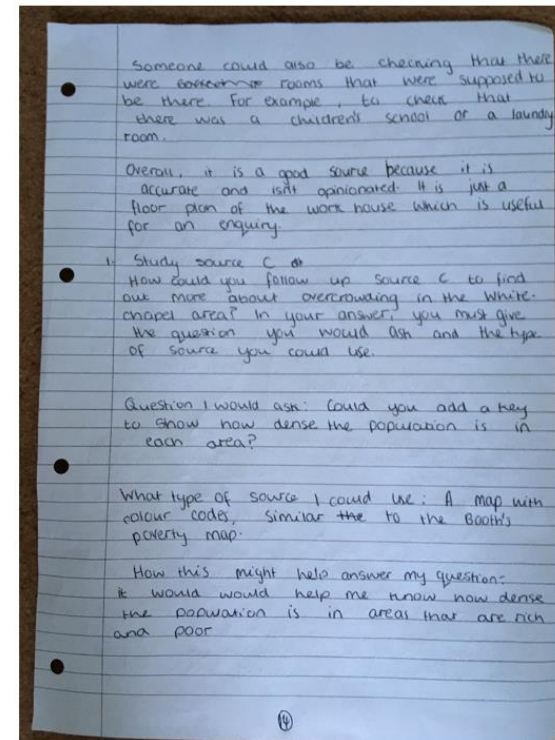 Someone could also be checking that there
were rooms that were supposed to
be there. For example, to check that
there was a children's school or a laundry
room.
Overall, it is a good source because it is
accurate and isn't opinionated. It is just a
floor plan of the work house which is useful
for an enquiry.
1. Study source C
How could you follow up source C to find
out more about overcrowding in the White-
chapel area? In your answer, you must give
the question you would ask and the type
of source you could use.
Question I would ask: Could you add a key
to show how dense the population is in
each area?
What type of source I could use: A map with
colour codes, similar the to the Booth's
poverty map.
How this might help answer my question:
it would would help me know how dense
the population is in areas that are rich
and poor
14